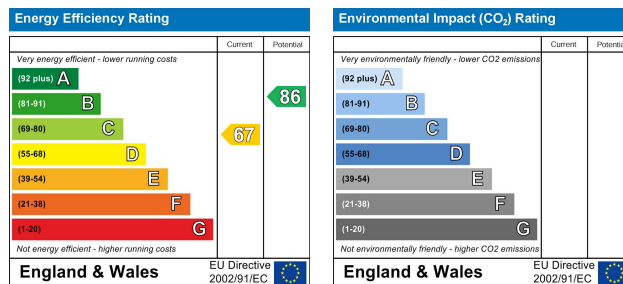 Energy Efficiency Rating
Current Potential
Very energy efficient - lower running costs
(92 plus) A
(81-91) B
86
(69-80) C
67
(55-68) D
(39-54) E
(21-38) F
(1-20) G
Not energy efficient - higher running costs
England & Wales
EU Directive
2002/91/EC
Environmental Impact (CO2) Rating
Current Potential
Very environmentally friendly - lower CO2 emissions
(92 plus) A
(81-91) B
(69-80) C
(55-68) D
(39-54) E
(21-38) F
(1-20) G
Not environmentally friendly - higher CO2 emissions
England & Wales
EU Directive
2002/91/EC